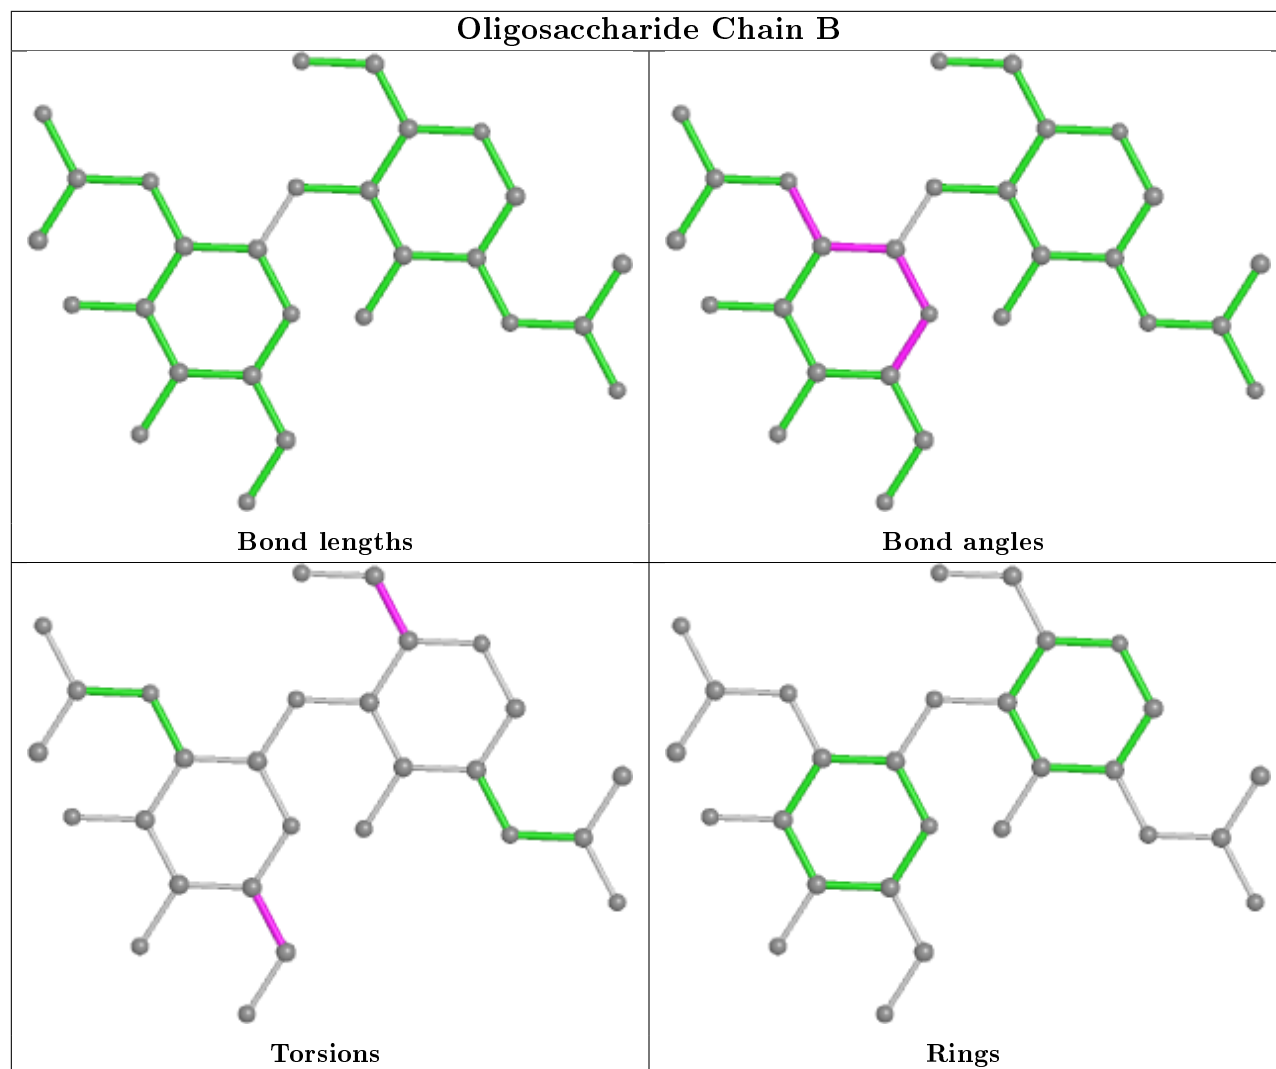 Oligosaccharide Chain B
Bond lengths
Bond angles
Torsions
Rings